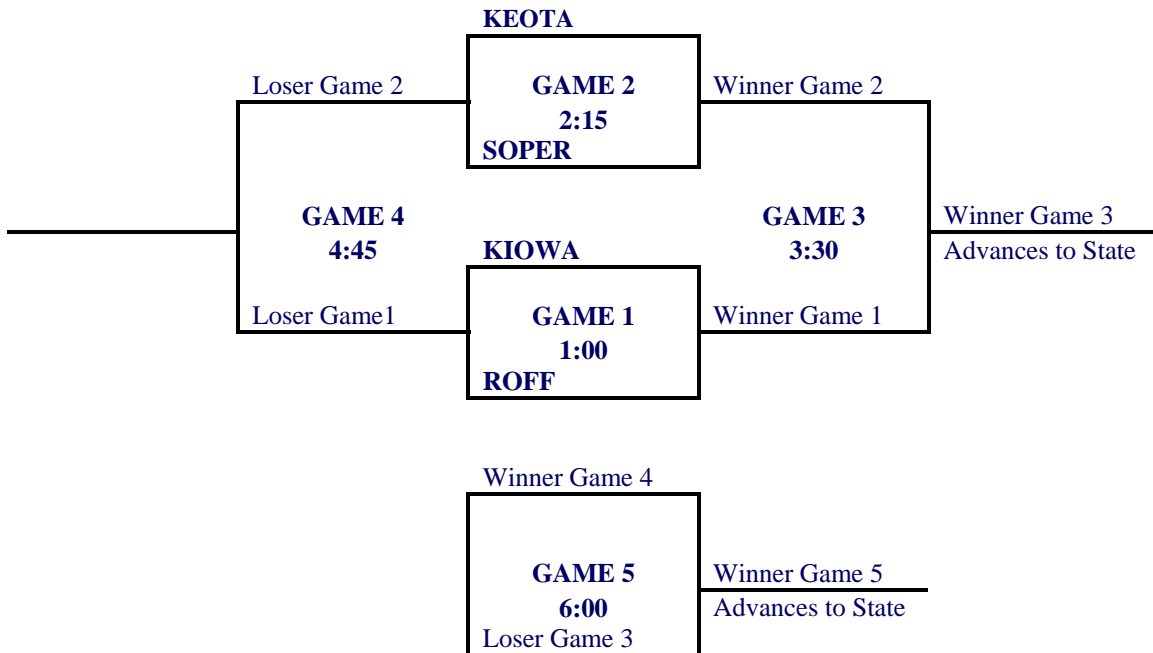 KEOTA
Loser Game 2
GAME 2
Winner Game 2
2:15
SOPER
GAME 4
GAME 3
Winner Game 3
4:45
KIOWA
3:30
Advances to State
Loser Game1
GAME 1
Winner Game 1
1:00
ROFF
Winner Game 4
GAME 5
Winner Game 5
6:00
Advances to State
Loser Game 3